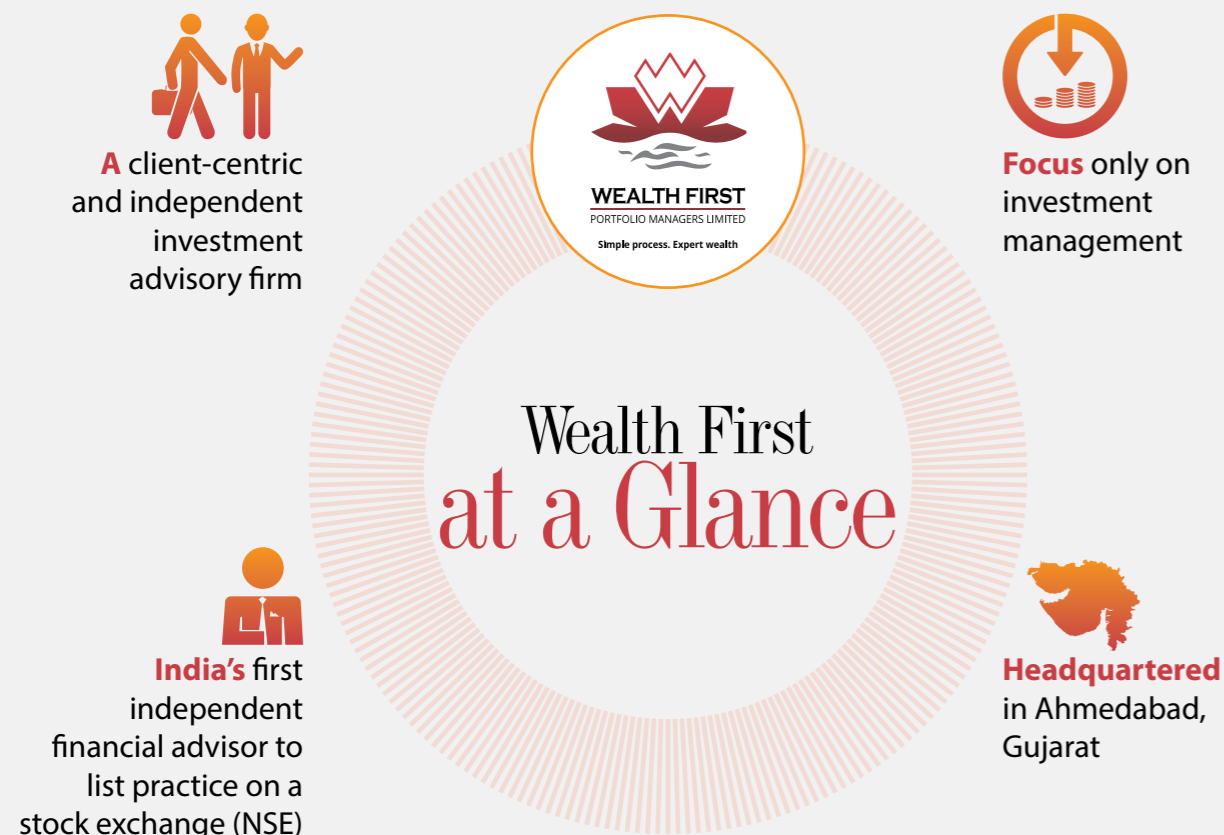 A client-centric
and independent
investment
advisory firm
WEALTH FIRST
PORTFOLIO MANAGERS LIMITED
Simple process. Expert wealth
Focus only on
investment
management
Wealth First
at a Glance
India's first
independent
financial advisor to
list practice on a
stock exchange (NSE)
Headquartered
in Ahmedabad,
Gujarat